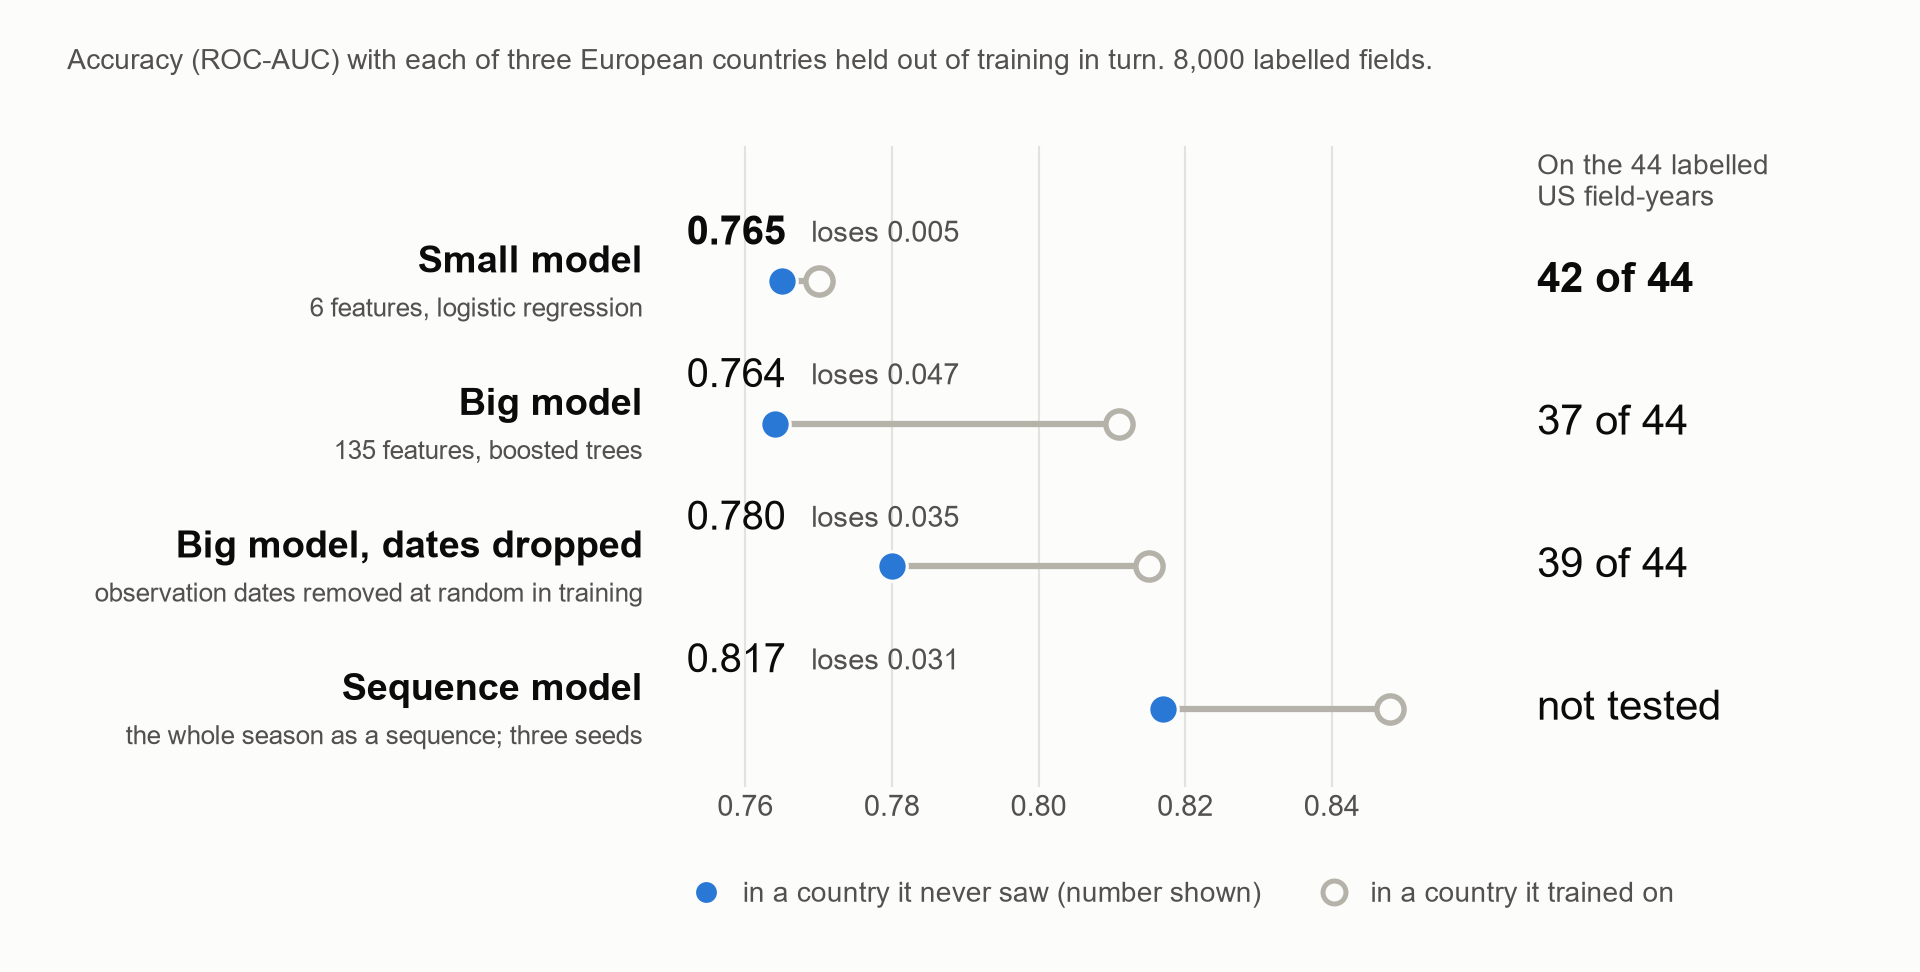 Accuracy (ROC-AUC) with each of three European countries held out of training in turn. 8,000 labelled fields.
On the 44 labelled
US field-years
0.765 loses 0.005
Small model
42 of 44
6 features, logistic regression
0.764 loses 0.047
Big model
37 of 44
135 features, boosted trees
0.780 loses 0.035
Big model, dates dropped
39 of 44
observation dates removed at random in training
0.817 loses 0.031
Sequence model
not tested
the whole season as a sequence; three seeds
0.76 0.78 0.80 0.82 0.84
in a country it never saw (number shown) in a country it trained on